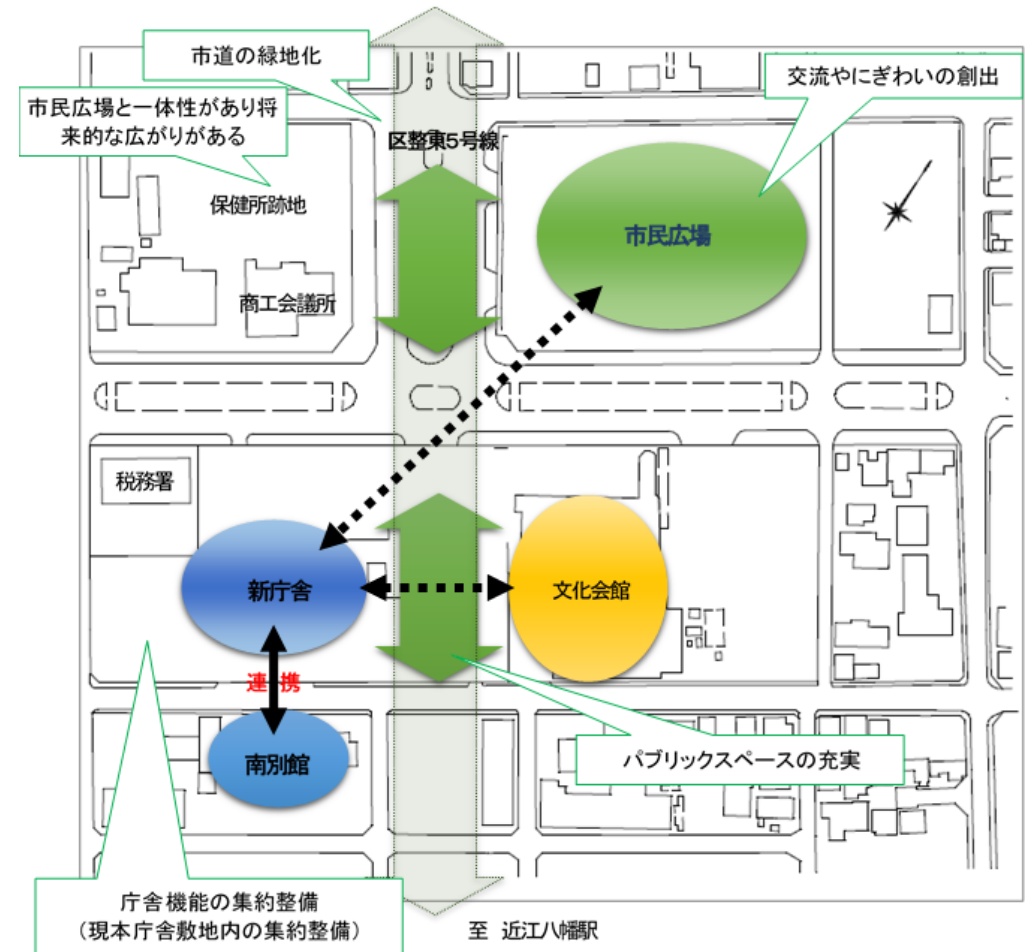 市道の緑地化
交流やにぎわいの創出
市民広場と一体性があり将
来的な広がりがある
区整東5号線
保健所跡地
市民広場
商工会議所
税務署
新庁舎
文化会館
連携
南別館
パブリックスペースの充実
庁舎機能の集約整備
（現本庁舎敷地内の集約整備）
至 近江八幡駅